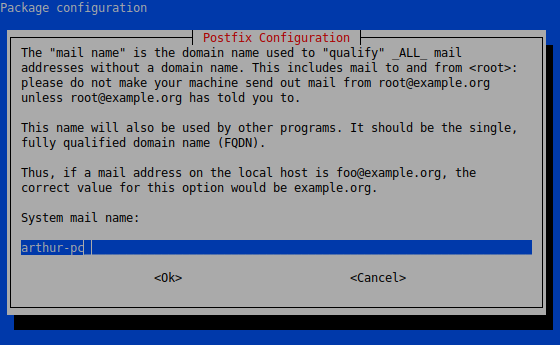 Package configuration
Postfix Configuration
The "mail name" is the domain name used to "qualify" _ALL_ mail
addresses without a domain name. This includes mail to and from <root>:
please do not make your machine send out mail from root@example.org
unless root@example.org has told you to.
This name will also be used by other programs. It should be the single,
fully qualified domain name (FQDN).
Thus, if a mail address on the local host is foo@example.org, the
correct value for this option would be example.org.
System mail name:
arthur-pc
<Ok> <Cancel>